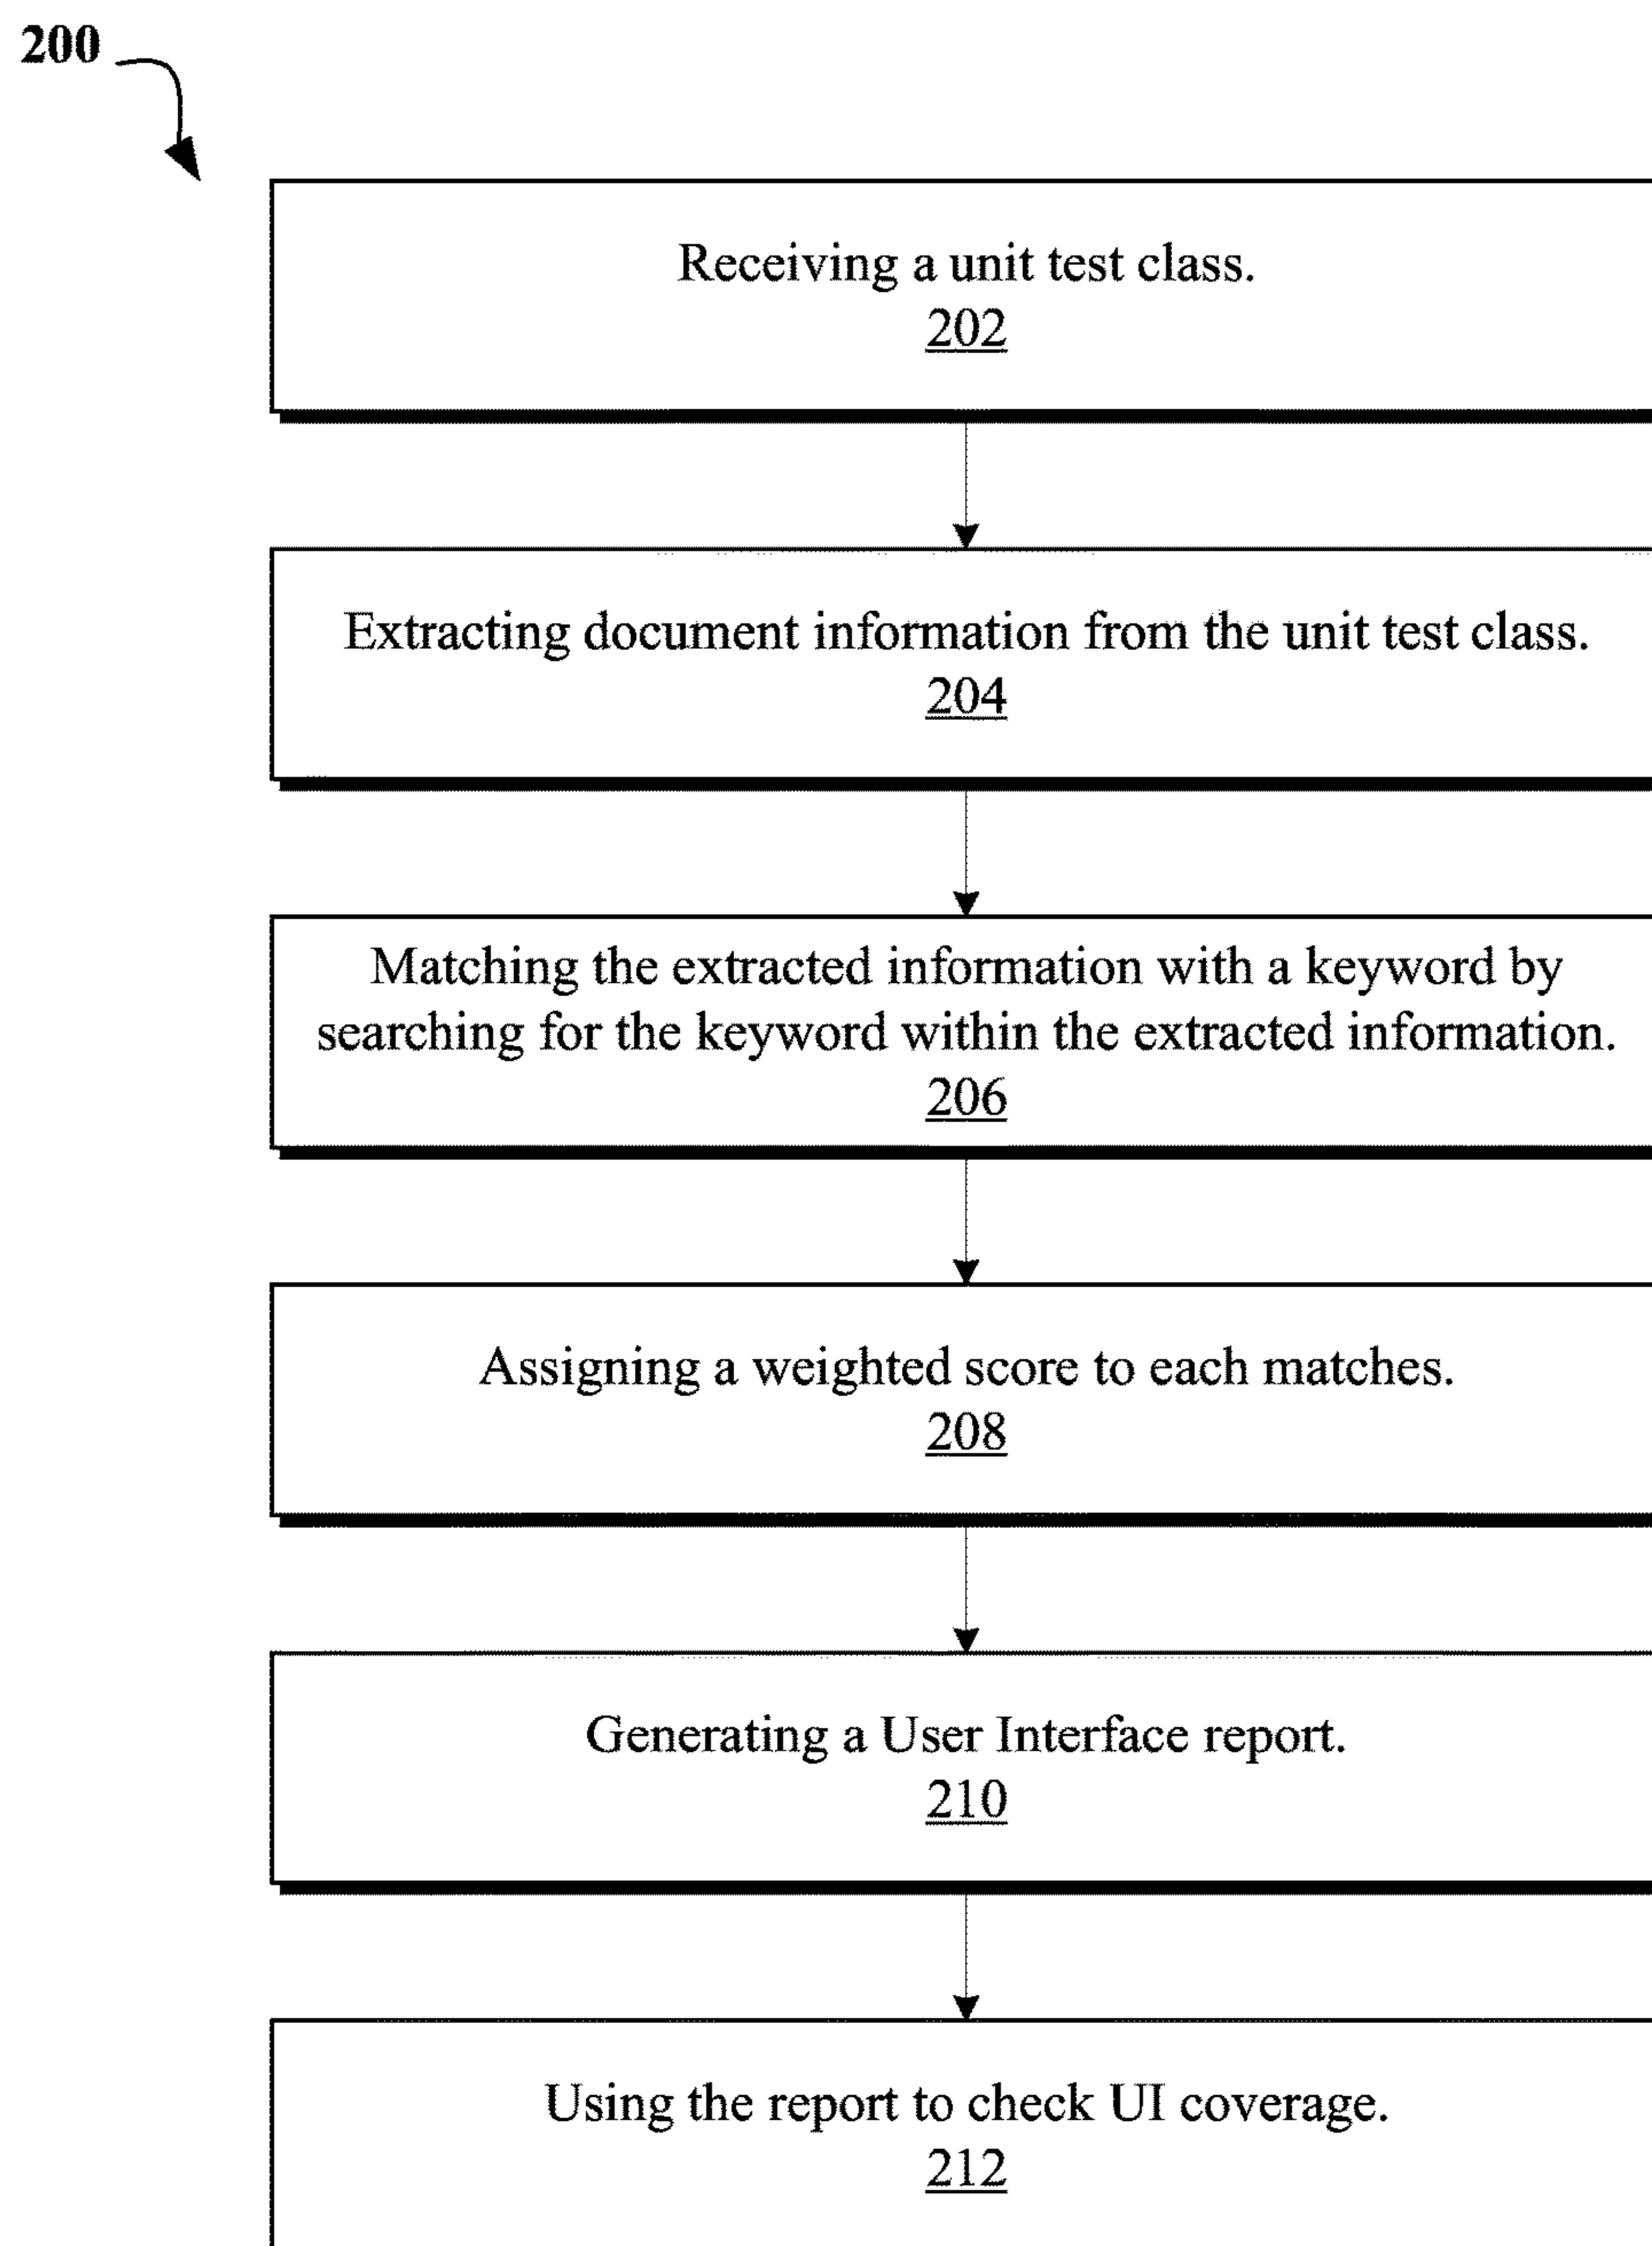 200
Receiving a unit test class.
202
Extracting document information from the unit test class.
204
Matching the extracted information with a keyword by
searching for the keyword within the extracted information.
206
Assigning a weighted score to each matches.
208
Generating a User Interface report.
210
Using the report to check UI coverage.
212